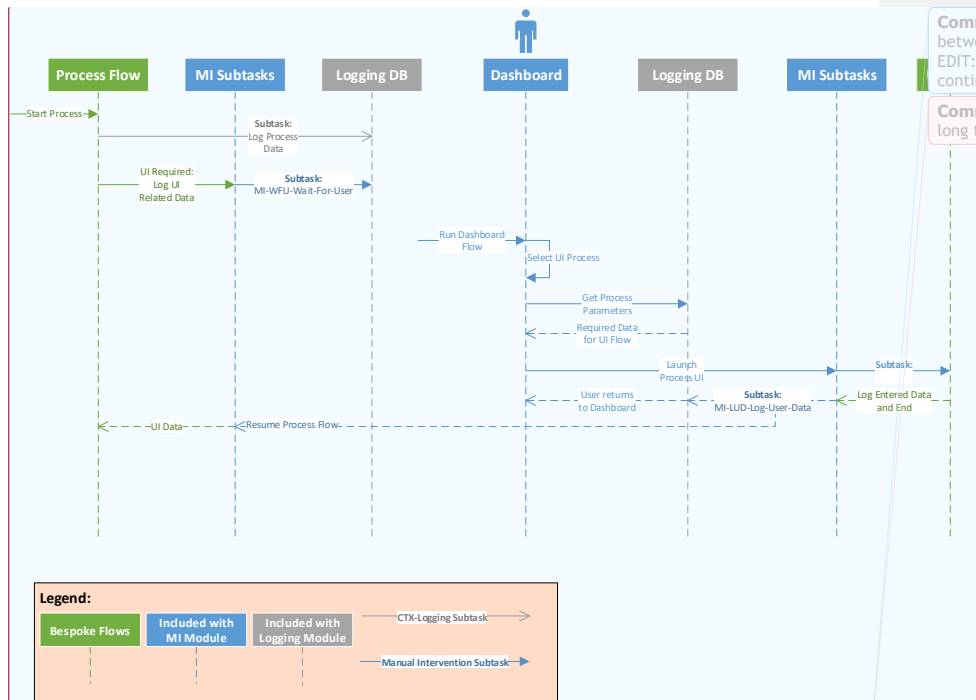 Comm
betwe
EDIT:
contin
Comm
long t
Process Flow
MI Subtasks
Logging DB
Dashboard
Logging DB
MI Subtasks
Start Process
Subtask:
Log Process
Data
UI Required:
Log UI
Related Data
Subtask:
MI-WFU-Wait-For-User
Run Dashboard
Flow
Select UI Process
Get Process
Parameters
Required Data
for UI Flow
Launch
Process UI
Subtask:
User returns
to Dashboard
Subtask:
MI-LUD-Log-User-Data
Log Entered Data
and End
UI Data
Resume Process Flow
Legend:
Bespoke Flows
Included with
MI Module
Included with
Logging Module
CTX-Logging Subtask
Manual Intervention Subtask